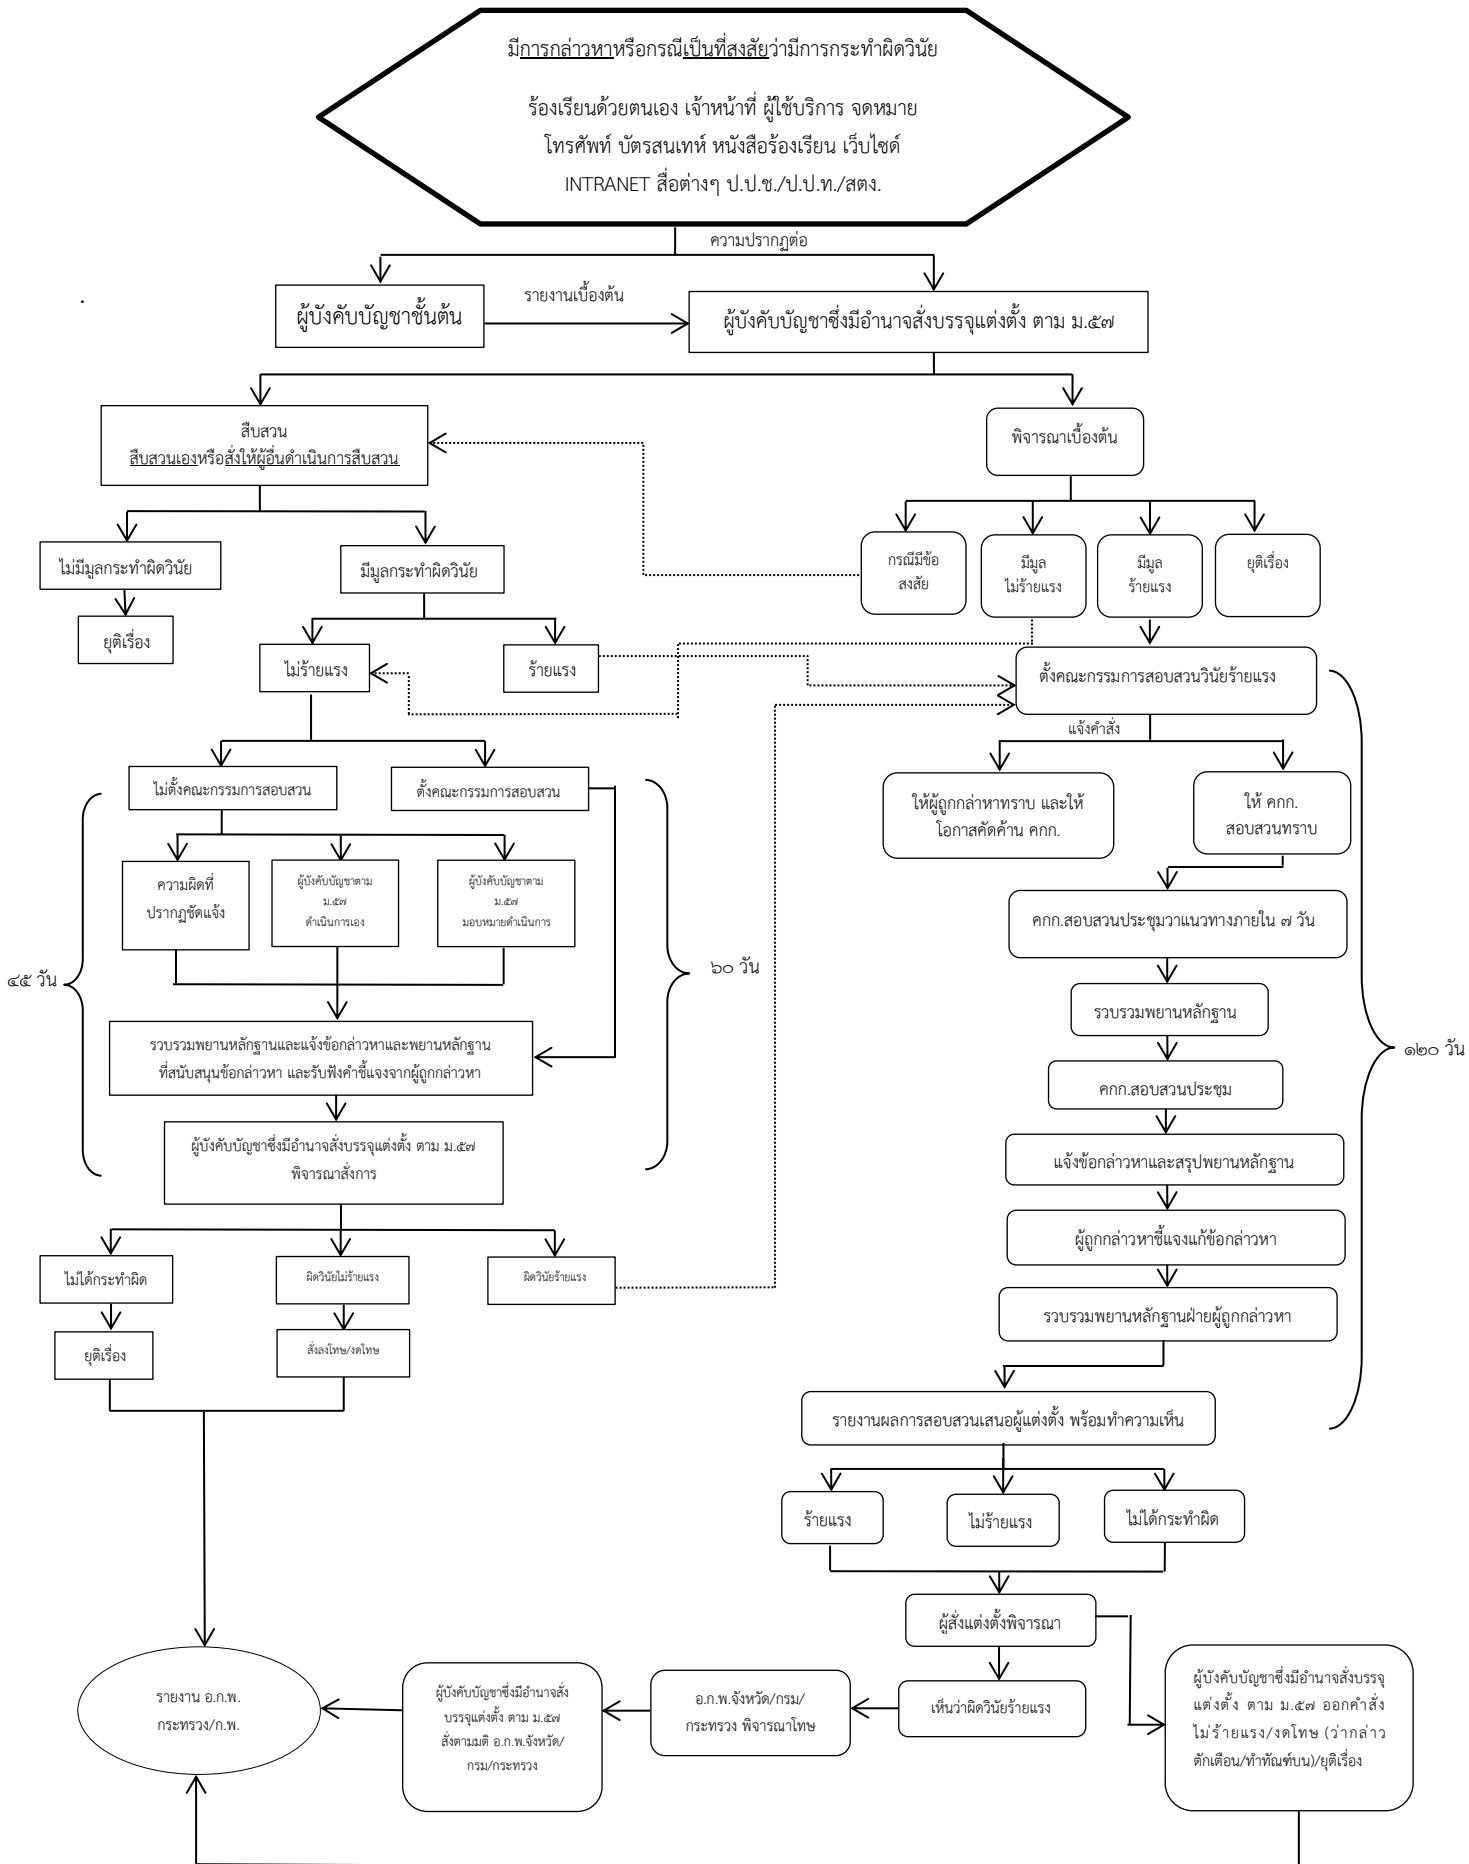 มีการกล่าวหาหรือกรณีเป็นที่สงสัยว่ามีการกระทำผิดวินัย
ร้องเรียนด้วยตนเอง เจ้าหน้าที่ ผู้ใช้บริการ จดหมาย
โทรศัพท์ บัตรสนเทห์ หนังสือร้องเรียน เว็บไซด์
INTRANET สื่อต่างๆ ป.ป.ช./ป.ป.ท./สตง.
ความปรากฏต่อ
ผู้บังคับบัญชาชั้นต้น
รายงานเบื้องต้น
ผู้บังคับบัญชาซึ่งมีอำนาจสั่งบรรจุแต่งตั้ง ตาม ม.๕๗
สืบสวน
สืบสวนเองหรือสั่งให้ผู้อื่นดำเนินการสืบสวน
พิจารณาเบื้องต้น
ไม่มีมูลกระทำผิดวินัย
มีมูลกระทำผิดวินัย
กรณีมีข้อ
สงสัย
มีมูล
ไม่ร้ายแรง
มีมูล
ร้ายแรง
ยุติเรื่อง
ยุติเรื่อง
ไม่ร้ายแรง
ร้ายแรง
ตั้งคณะกรรมการสอบสวนวินัยร้ายแรง
แจ้งคำสั่ง
ไม่ตั้งคณะกรรมการสอบสวน
ตั้งคณะกรรมการสอบสวน
ให้ผู้ถูกกล่าหาทราบ และให้
โอกาสคัดค้าน คกก.
ให้ คกก.
สอบสวนทราบ
ความผิดที่
ปรากฏชัดแจ้ง
ผู้บังคับบัญชาตาม
ม.๕๗
ดำเนินการเอง
ผู้บังคับบัญชาตาม
ม.๕๗
มอบหมายดำเนินการ
คกก.สอบสวนประชุมวาแนวทางภายใน ๗ วัน
๔๕ วัน
๖๐ วัน
รวบรวมพยานหลักฐาน
รวบรวมพยานหลักฐานและแจ้งข้อกล่าวหาและพยานหลักฐาน
ที่สนับสนุนข้อกล่าวหา และรับฟังคำชี้แจงจากผู้ถูกกล่าวหา
๑๒๐ วัน
คกก.สอบสวนประชุม
ผู้บังคับบัญชาซึ่งมีอำนาจสั่งบรรจุแต่งตั้ง ตาม ม.๕๗
พิจารณาสั่งการ
แจ้งข้อกล่าวหาและสรุปพยานหลักฐาน
ผู้ถูกกล่าวหาชี้แจงแก้ข้อกล่าวหา
ไม่ได้กระทำผิด
ผิดวินัยไม่ร้ายแรง
ผิดวินัยร้ายแรง
รวบรวมพยานหลักฐานฝ่ายผู้ถูกกล่าวหา
ยุติเรื่อง
สั่งลงโทษ/งดโทษ
รายงานผลการสอบสวนเสนอผู้แต่งตั้ง พร้อมทำความเห็น
ร้ายแรง
ไม่ร้ายแรง
ไม่ได้กระทำผิด
ผู้สั่งแต่งตั้งพิจารณา
รายงาน อ.ก.พ.
กระทรวง/ก.พ.
ผู้บังคับบัญชาซึ่งมีอำนาจสั่ง
บรรจุแต่งตั้ง ตาม ม.๕๗
สั่งตามมติ อ.ก.พ.จังหวัด/
กรม/กระทรวง
อ.ก.พ.จังหวัด/กรม/
กระทรวง พิจารณาโทษ
เห็นว่าผิดวินัยร้ายแรง
ผู้บังคับบัญชาซึ่งมีอำนาจสั่งบรรจุ
แต่งตั้ง ตาม ม.๕๗ ออกคำสั่ง
ไม่ร้ายแรง/งดโทษ (ว่ากล่าว
ตักเตือน/ทำทัณฑ์บน)/ยุติเรื่อง